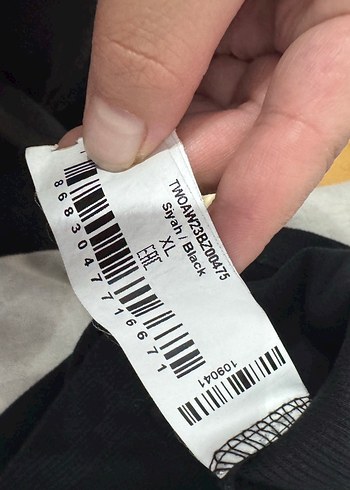 TWOAW23BZ00475
Siyah / Black
XL
EAC
8683047716671
109041